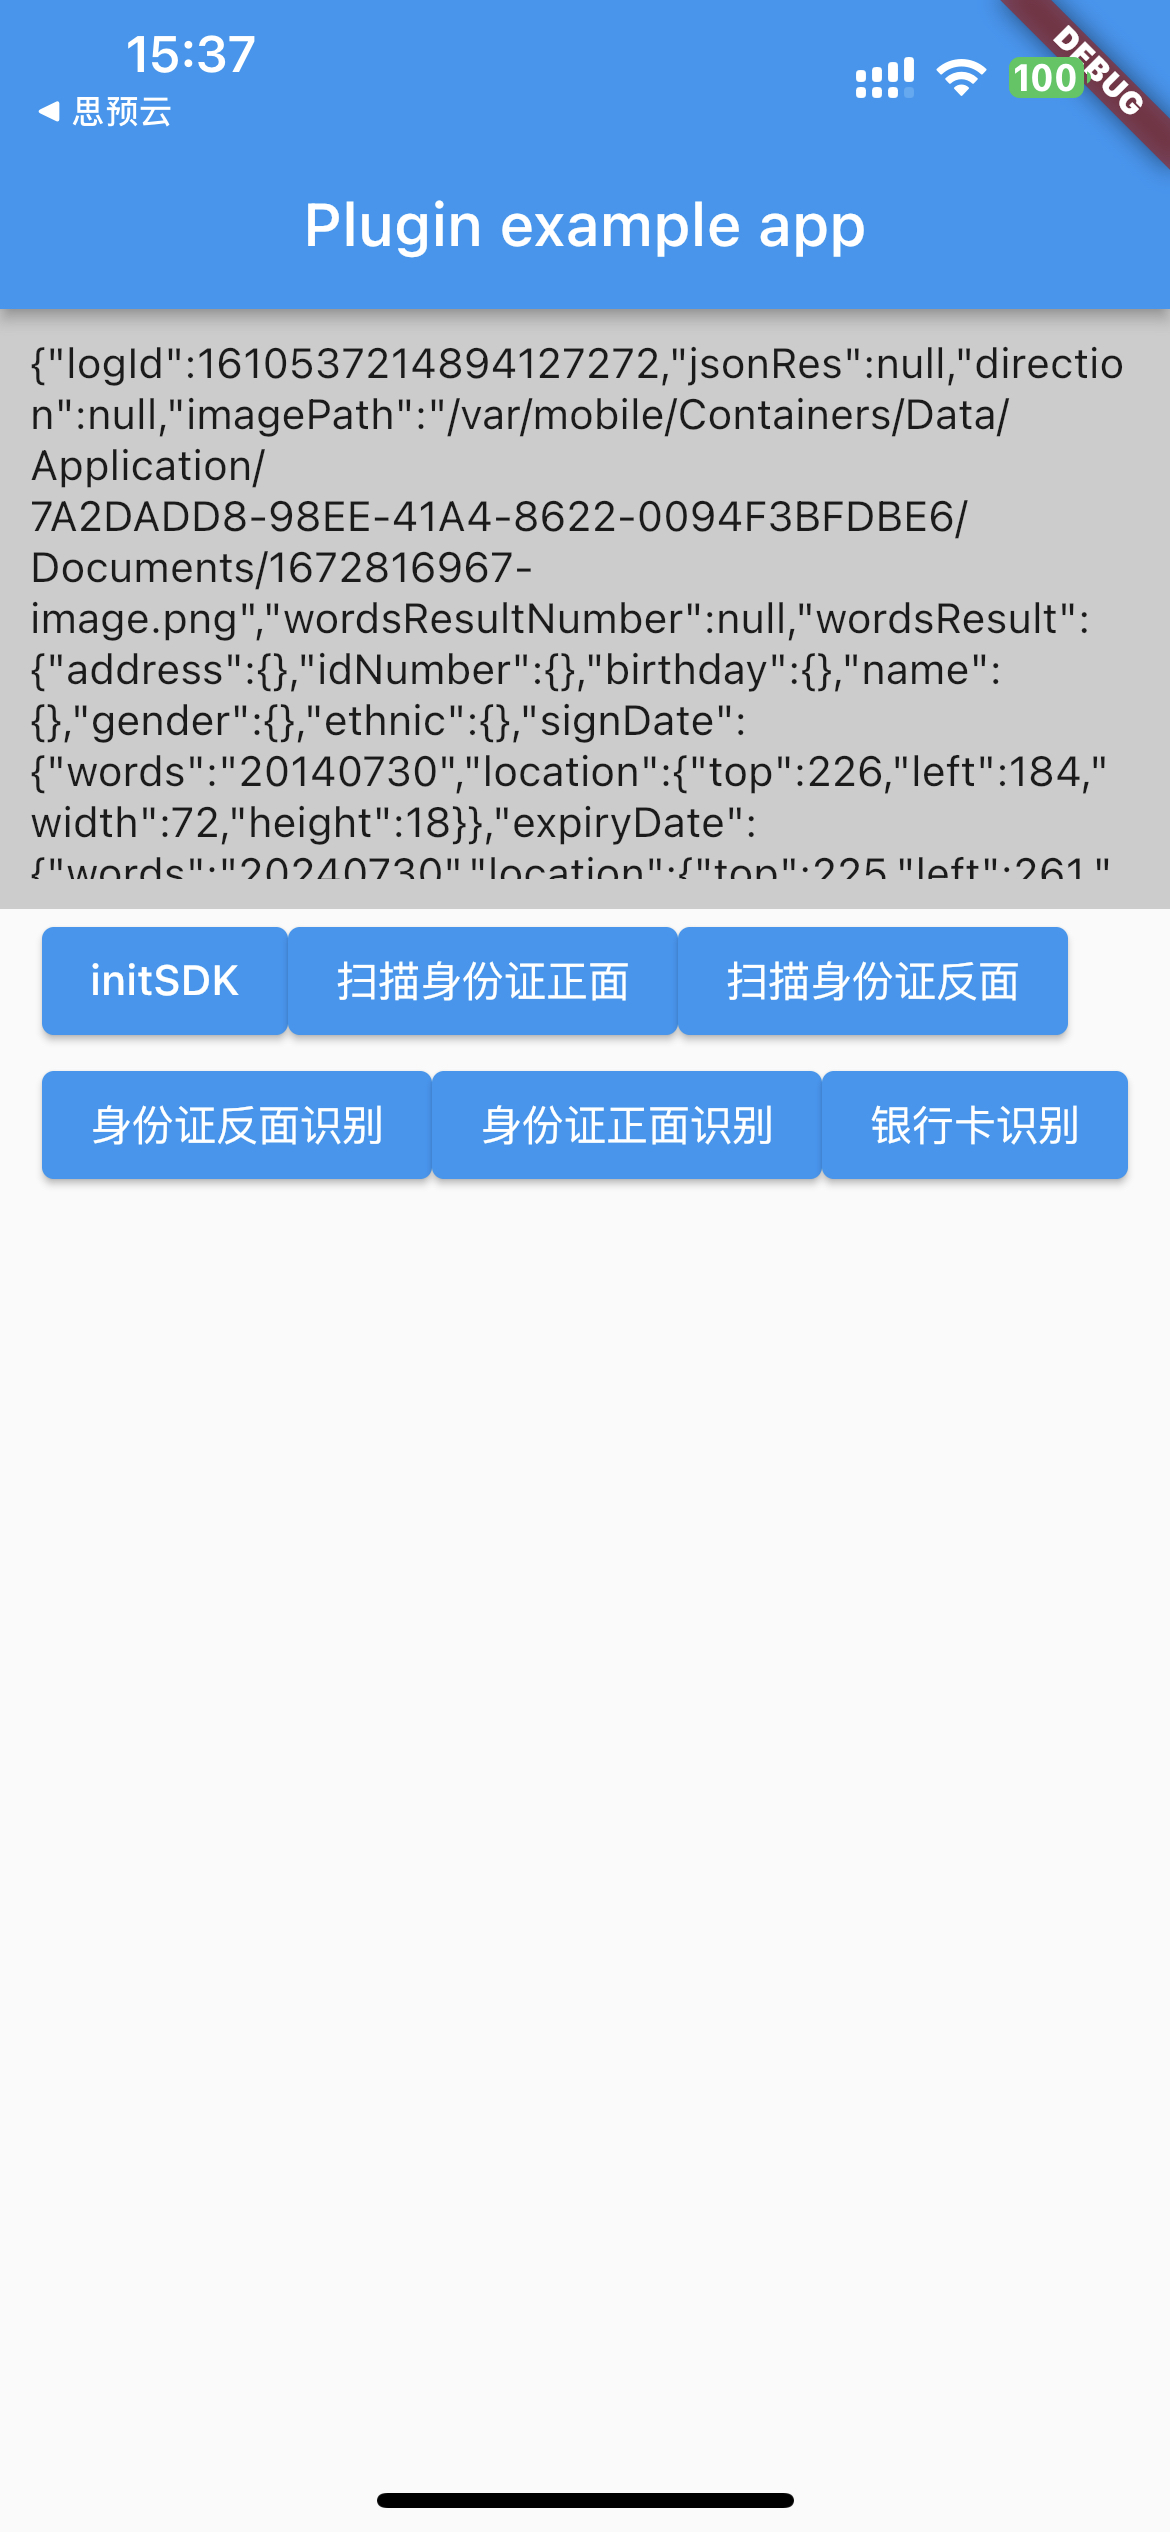 15:37
思预云
100
DEBUG
Plugin example app
{"logId":1610537214894127272,"jsonRes":null,"directio
n":null,"imagePath":"/var/mobile/Containers/Data/
Application/
7A2DADD8-98EE-41A4-8622-0094F3BFDBE6/
Documents/1672816967-
image.png","wordsResultNumber":null,"wordsResult":
{"address":{},"idNumber":{},"birthday":{},"name":
{},"gender":{},"ethnic":{},"signDate":
{"words":"20140730","location":{"top":226,"left":184,"
width":72,"height":18}},"expiryDate":
{"words":"20240730","location":{"top":225,"left":261,"
initSDK
扫描身份证正面
扫描身份证反面
身份证反面识别
身份证正面识别
银行卡识别